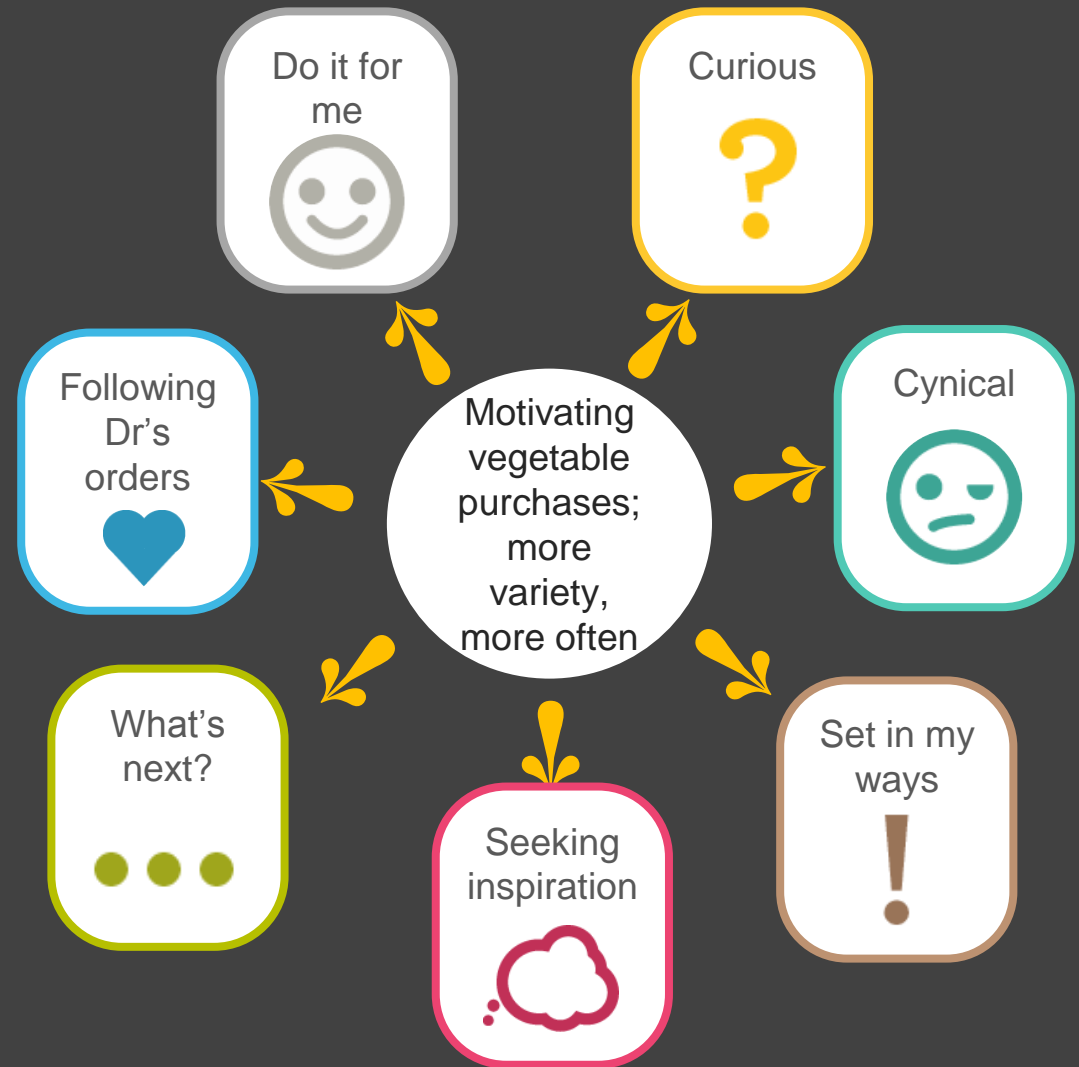 Do it for
me
Curious
?
Following
Dr’s
orders
Motivating
vegetable
purchases;
more
variety,
more often
Cynical
What’s
next?
Seeking
inspiration
Set in my
ways
!